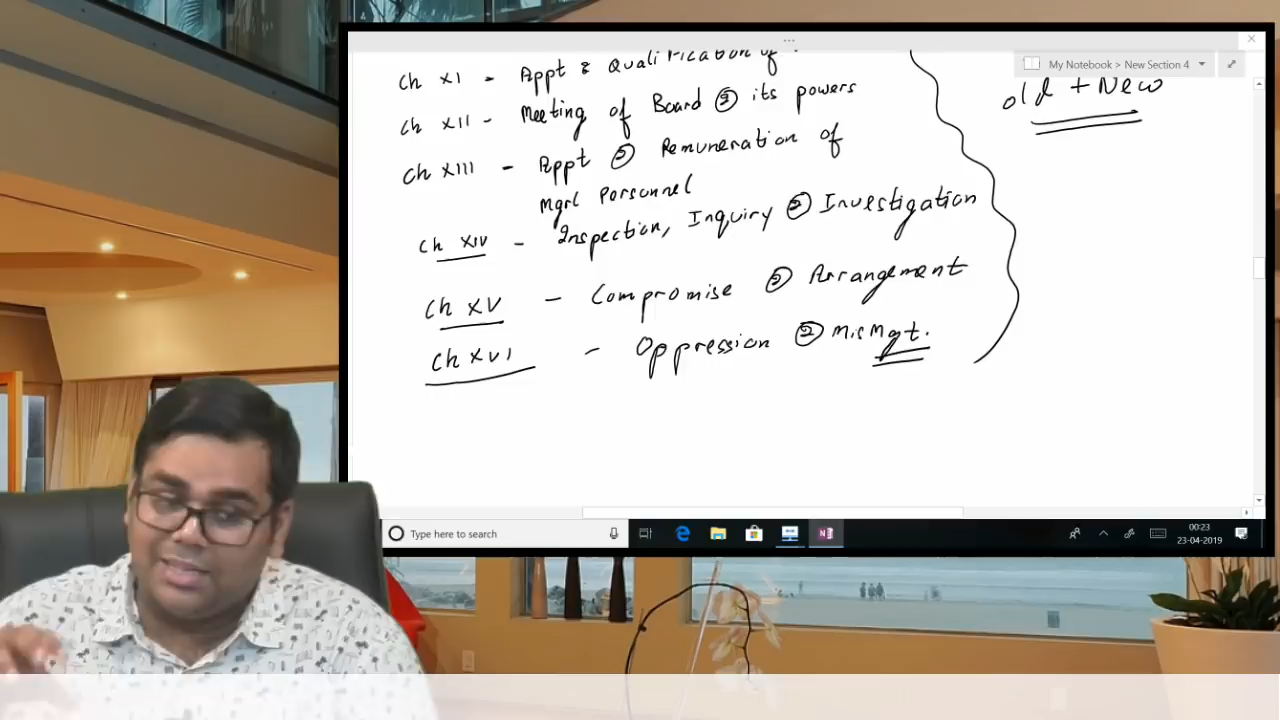 My Notebook > New Section 4
old + New
Ch XI - Appt & Qualification of
Ch XII - Meeting of Board & its powers
Ch XIII - Appt & Remuneration of
Mgrl Personnel
Ch XIV - Inspection, Inquiry & Investigation
Ch XV - Compromise & Arrangement
Ch XVI - Oppression & MisMgt.
Type here to search
00:23
23-04-2019